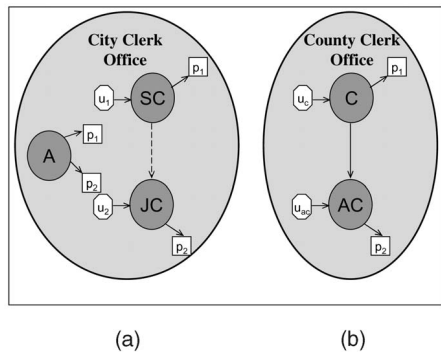 City Clerk
Office
u1
SC
p1
A
p1
p2
u2
JC
p2
County Clerk
Office
uc
C
p1
uac
AC
p2
(a)
(b)